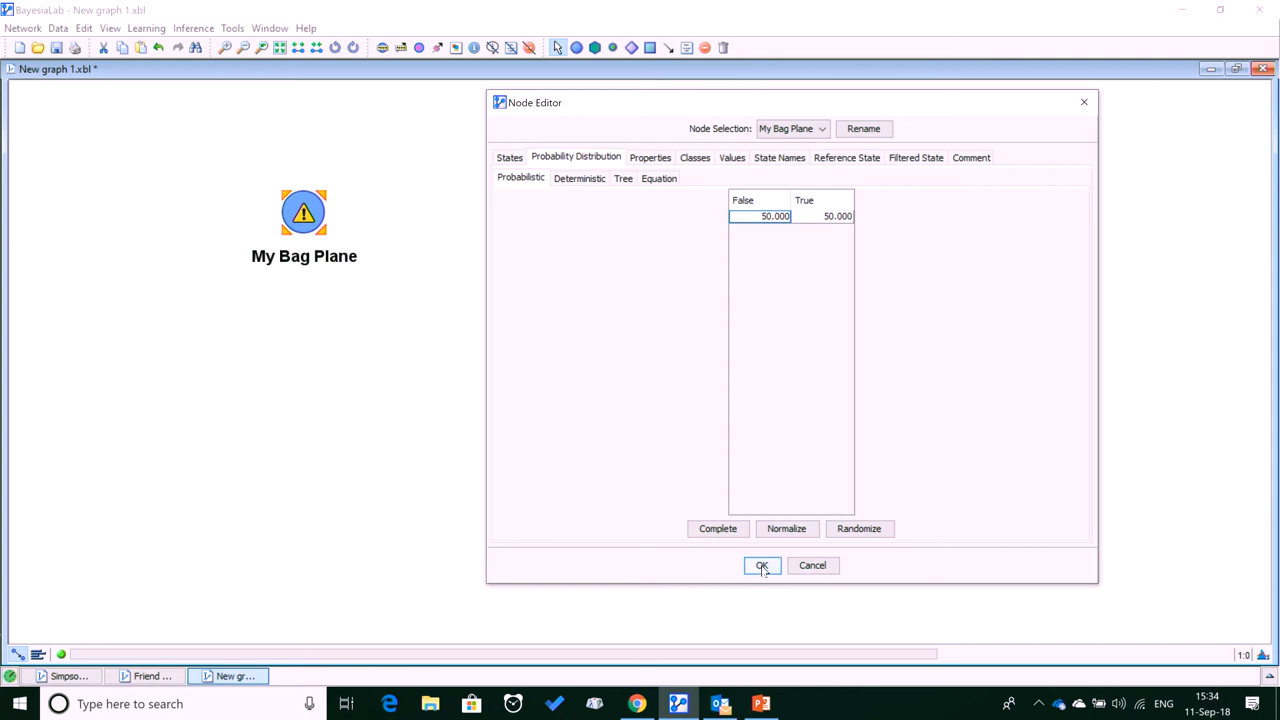 BayesiaLab - New graph 1.xbl
Network Data Edit View Learning Inference Tools Window Help
New graph 1.xbl *
Node Editor
Node Selection: My Bag Plane Rename
States Probability Distribution Properties Classes Values State Names Reference State Filtered State Comment
Probabilistic Deterministic Tree Equation
False True
50.000 50.000
My Bag Plane
Complete Normalize Randomize
OK Cancel
1:0
Simpso... Friend ... New gr...
Type here to search
ENG
15:34
11-Sep-18